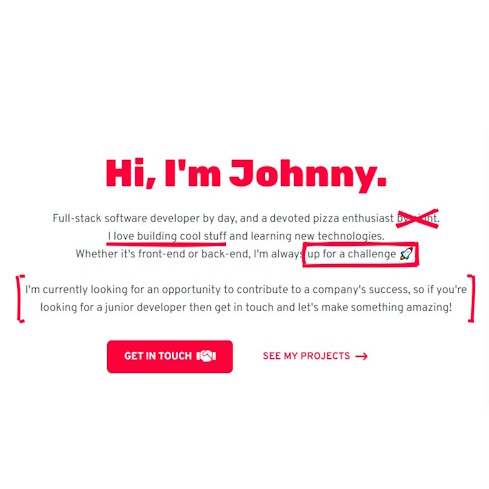 Hi, I'm Johnny.
Full-stack software developer by day, and a devoted pizza enthusiast by night.
I love building cool stuff and learning new technologies.
Whether it's front-end or back-end, I'm always up for a challenge 🚀
I'm currently looking for an opportunity to contribute to a company's success, so if you're
looking for a junior developer then get in touch and let's make something amazing!
GET IN TOUCH
SEE MY PROJECTS →